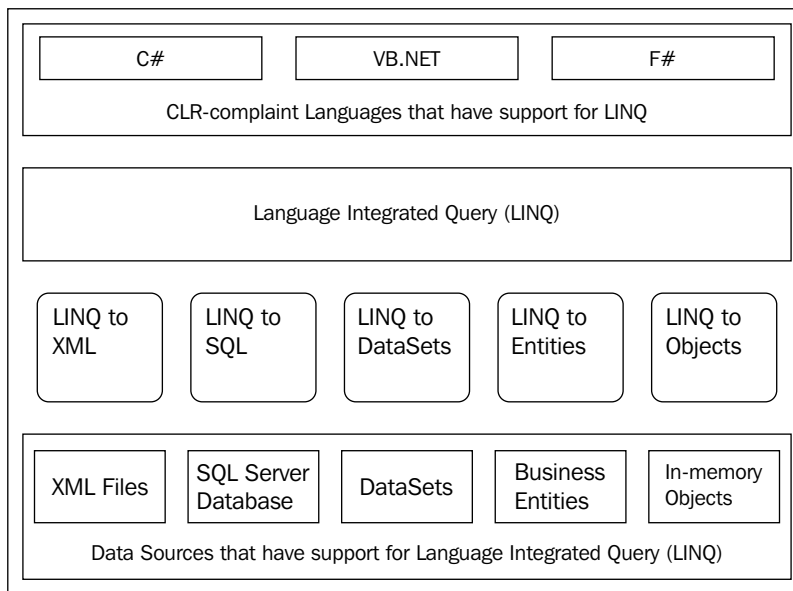 C#
VB.NET
F#
CLR-complaint Languages that have support for LINQ
Language Integrated Query (LINQ)
LINQ to
XML
LINQ to
SQL
LINQ to
DataSets
LINQ to
Entities
LINQ to
Objects
XML Files
SQL Server
Database
DataSets
Business
Entities
In-memory
Objects
Data Sources that have support for Language Integrated Query (LINQ)